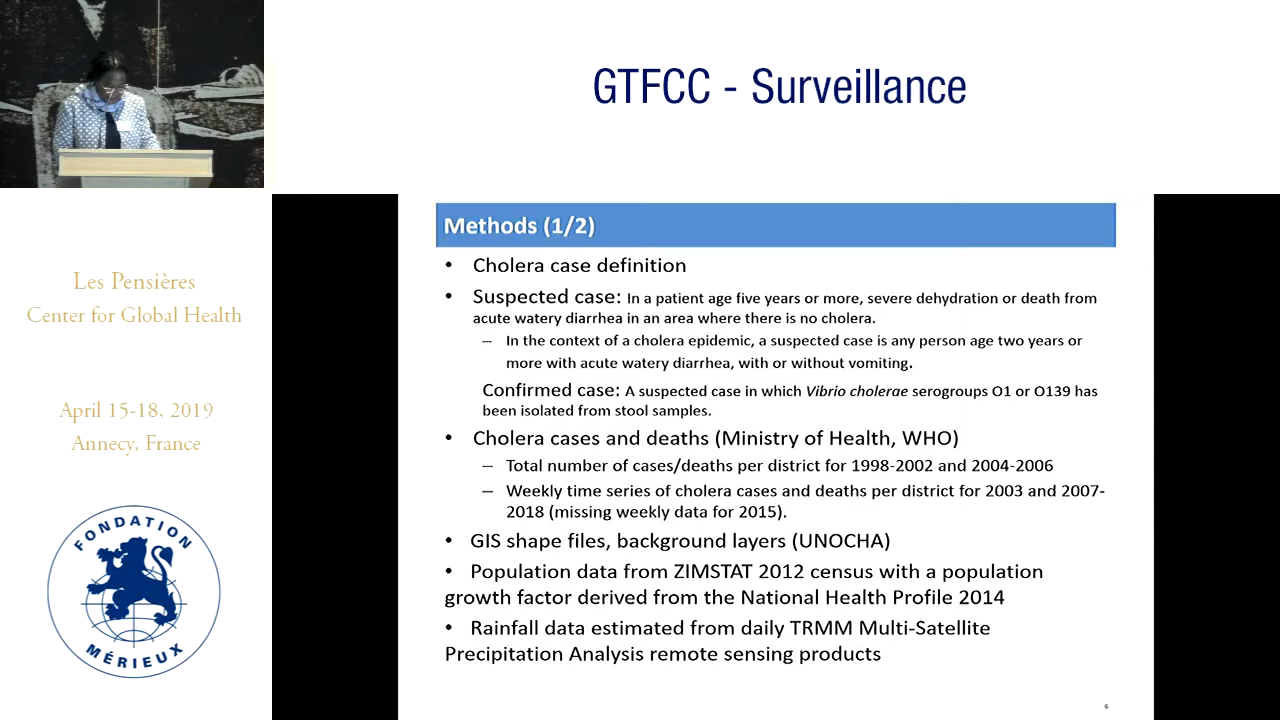 GTFCC - Surveillance
Les Pensières
Center for Global Health
April 15-18, 2019
Annecy, France
FONDATION
MÉRIEUX
Methods (1/2)
• Cholera case definition
• Suspected case: In a patient age five years or more, severe dehydration or death from
acute watery diarrhea in an area where there is no cholera.
– In the context of a cholera epidemic, a suspected case is any person age two years or
more with acute watery diarrhea, with or without vomiting.
Confirmed case: A suspected case in which Vibrio cholerae serogroups O1 or O139 has
been isolated from stool samples.
• Cholera cases and deaths (Ministry of Health, WHO)
– Total number of cases/deaths per district for 1998-2002 and 2004-2006
– Weekly time series of cholera cases and deaths per district for 2003 and 2007-
2018 (missing weekly data for 2015).
• GIS shape files, background layers (UNOCHA)
• Population data from ZIMSTAT 2012 census with a population
growth factor derived from the National Health Profile 2014
• Rainfall data estimated from daily TRMM Multi-Satellite
Precipitation Analysis remote sensing products
6